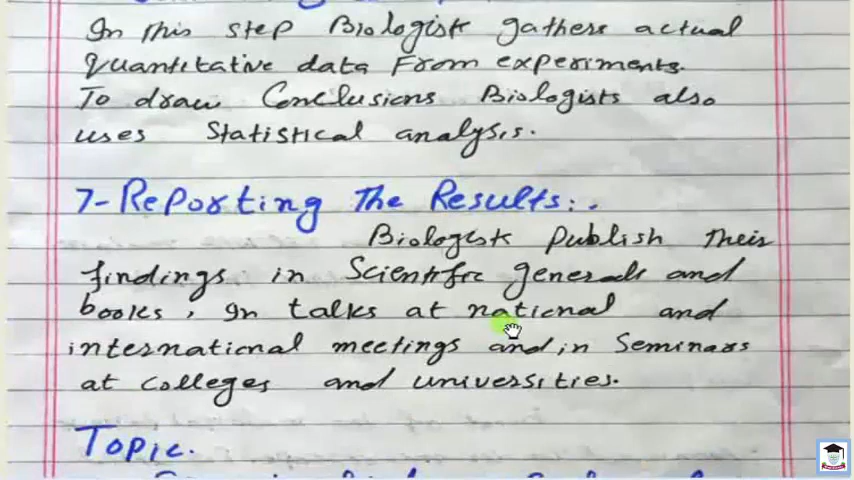 In this step Biologist gathers actual
quantitative data From experiments.
To draw Conclusions Biologists also
uses Statistical analysis.
7- Reporting The Results:.
Biologist Publish Their
findings in Scientific generals and
books, In talks at national and
international meetings and in Seminars
at Colleges and universities.
Topic.